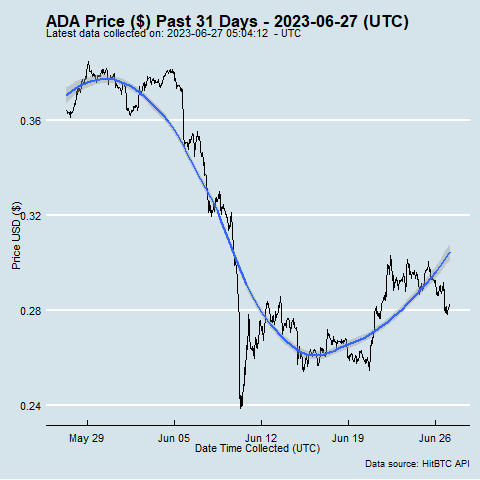 ADA Price ($) Past 31 Days - 2023-06-27 (UTC)
Latest data collected on: 2023-06-27 05:04:12 - UTC
0.36
0.32
0.28
0.24
Price USD ($)
May 29 Jun 05 Jun 12 Jun 19 Jun 26
Date Time Collected (UTC)
Data source: HitBTC API